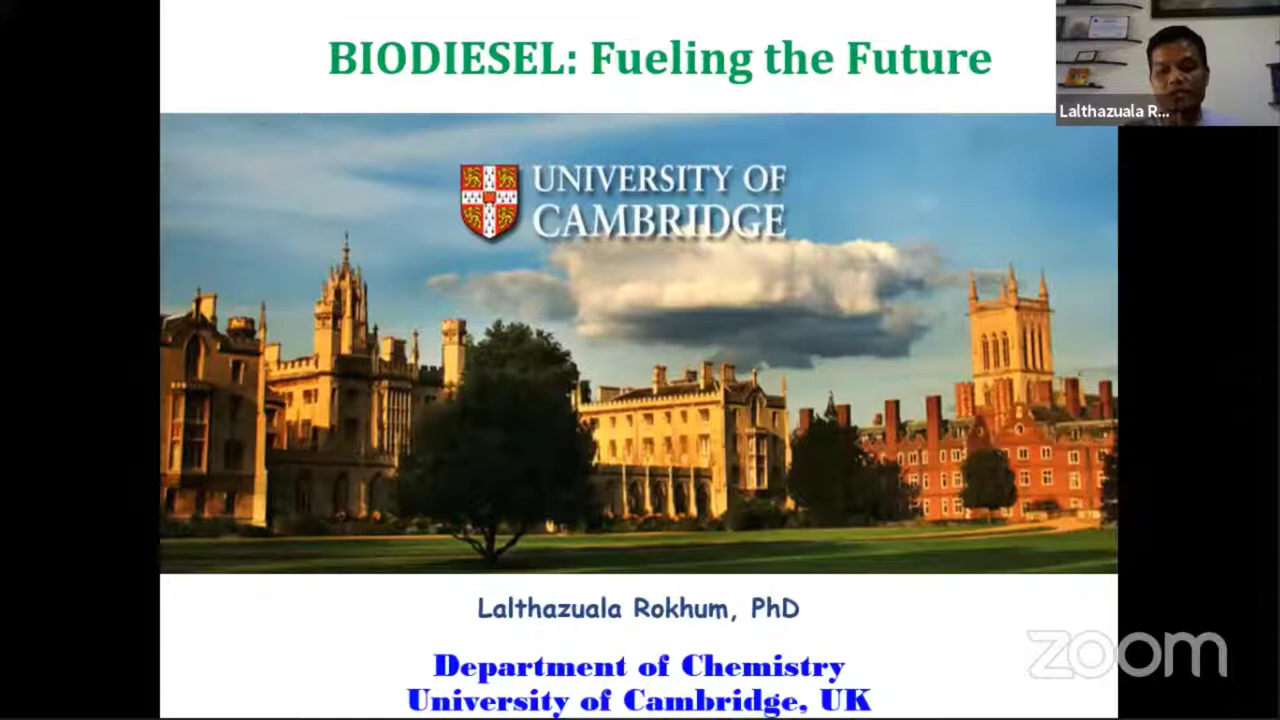 BIODIESEL: Fueling the Future
Lalthazuala R...
UNIVERSITY OF
CAMBRIDGE
Lalthazuala Rokhum, PhD
zoom
Department of Chemistry
University of Cambridge, UK